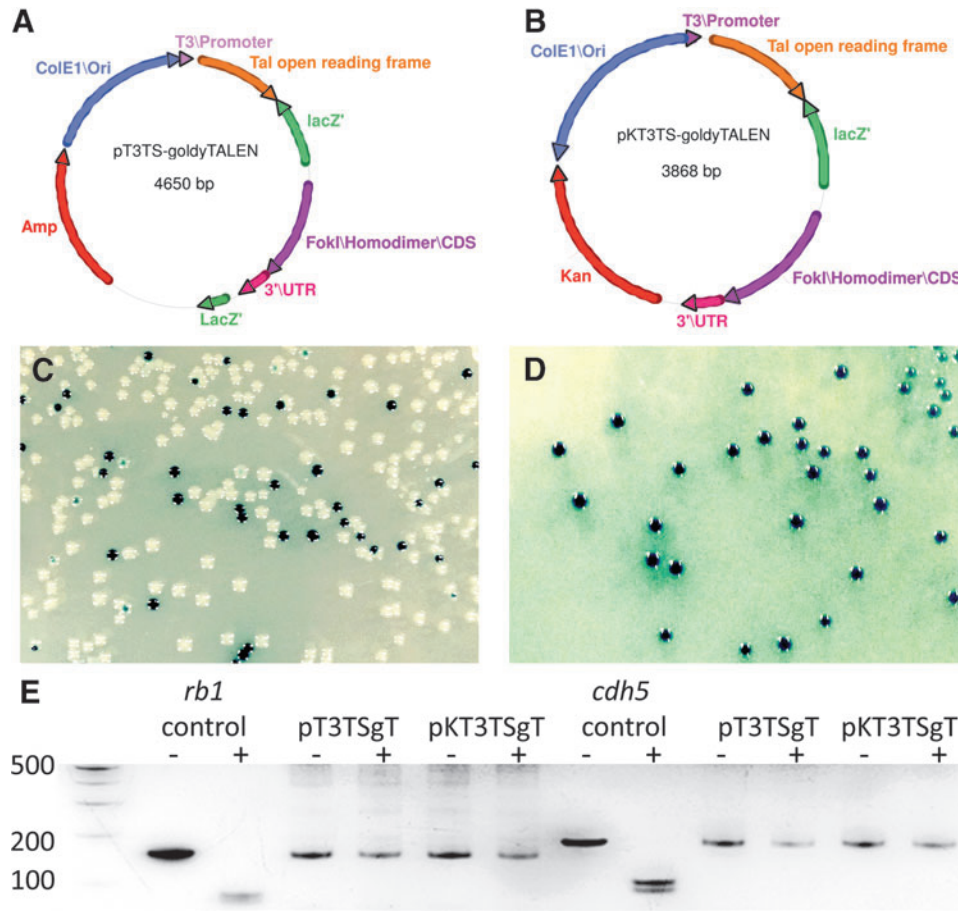 A
T3\Promoter
ColE1\Ori
Tal open reading frame
lacZ'
pT3TS-goldyTALEN
4650 bp
Amp
FokI\Homodimer\CDS
3'\UTR
LacZ'
B
T3\Promoter
ColE1\Ori
Tal open reading frame
lacZ'
pKT3TS-goldyTALEN
3868 bp
Kan
FokI\Homodimer\CDS
3'\UTR
C
D
E
rb1 cdh5
control pT3TSgT pKT3TSgT control pT3TSgT pKT3TSgT
- + - + - + - + - + - +
500
200
100